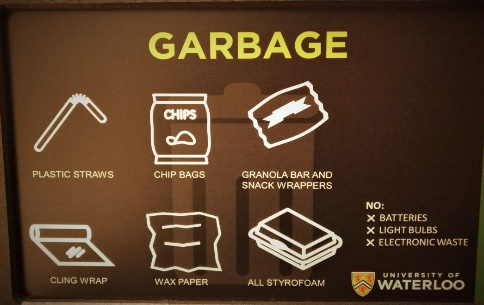 GARBAGE
CHIPS
PLASTIC STRAWS
CHIP BAGS
GRANOLA BAR AND
SNACK WRAPPERS
CLING WRAP
WAX PAPER
ALL STYROFOAM
NO:
X BATTERIES
X LIGHT BULBS
X ELECTRONIC WASTE
UNIVERSITY OF
WATERLOO